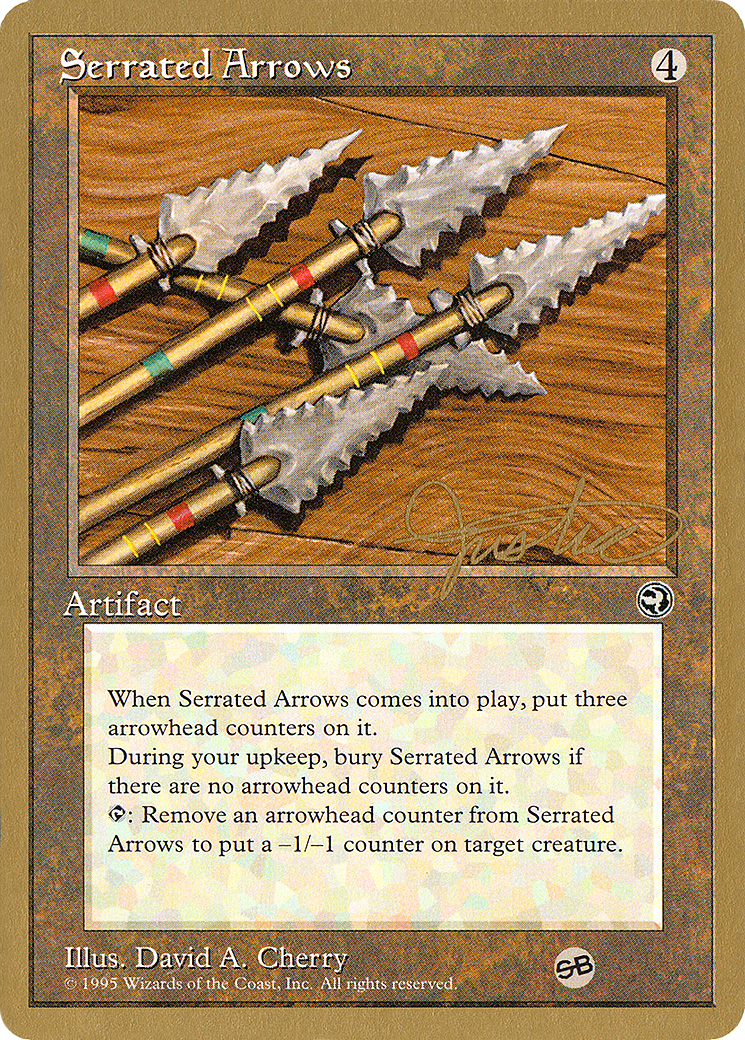 Serrated Arrows 4
Justice
Artifact
When Serrated Arrows comes into play, put three
arrowhead counters on it.
During your upkeep, bury Serrated Arrows if
there are no arrowhead counters on it.
: Remove an arrowhead counter from Serrated
Arrows to put a –1/–1 counter on target creature.
Illus. David A. Cherry
SB
© 1995 Wizards of the Coast, Inc. All rights reserved.